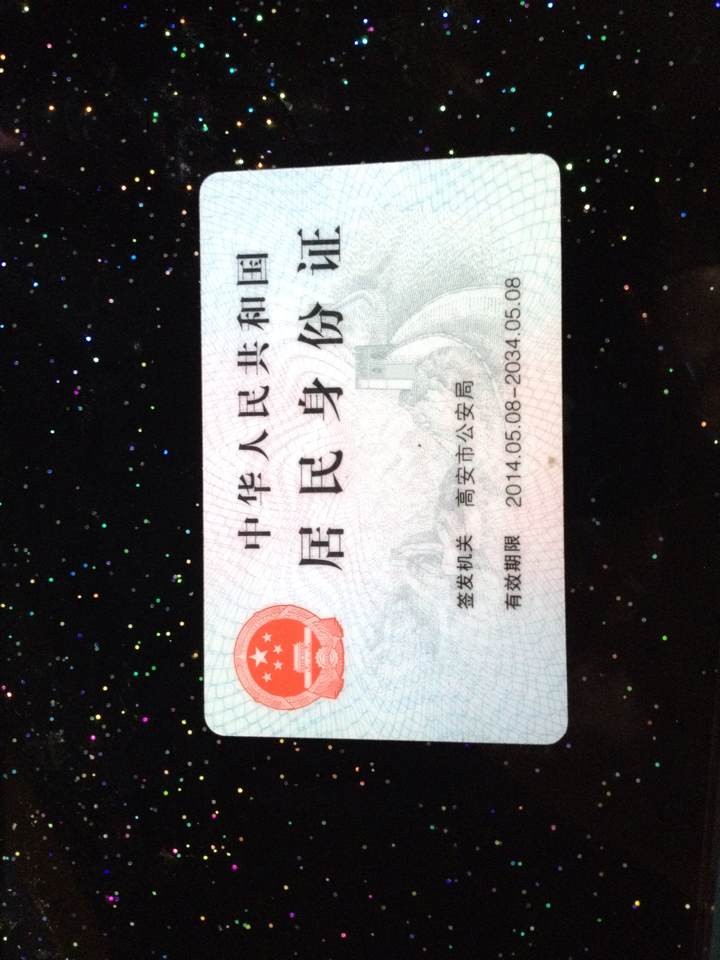 中华人民共和国
居民身份证
签发机关 高安市公安局
有效期限 2014.05.08-2034.05.08